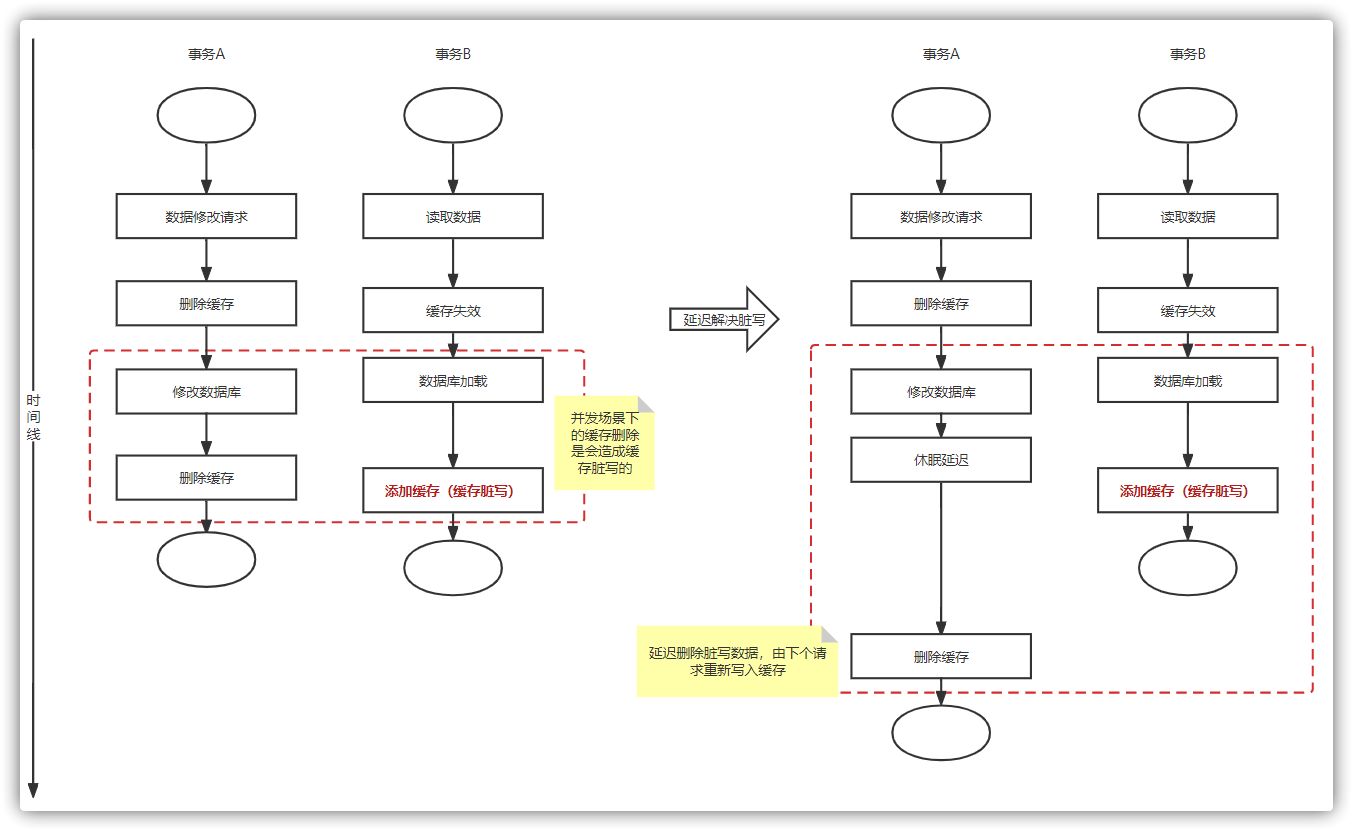 时
间
线
事务A
事务B
数据修改请求
读取数据
删除缓存
缓存失效
修改数据库
数据库加载
删除缓存
添加缓存（缓存脏写）
并发场景下
的缓存删除
是会造成缓
存脏写的
延迟解决脏写
事务A
事务B
数据修改请求
读取数据
删除缓存
缓存失效
修改数据库
数据库加载
休眠延迟
添加缓存（缓存脏写）
延迟删除脏写数据，由下个请
求重新写入缓存
删除缓存